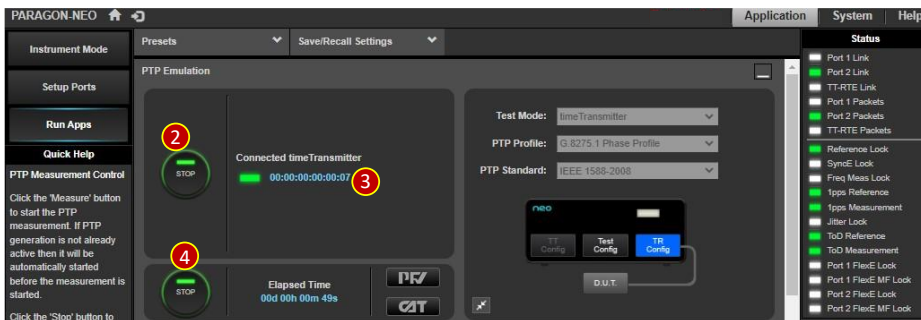 PARAGON-NEO
Application System Help
Instrument Mode
Setup Ports
Run Apps
Quick Help
PTP Measurement Control
Click the 'Measure' button
to start the PTP
measurement. If PTP
generation is not already
active then it will be
automatically started
before the measurement is
started.
Click the 'Stop' button to
Presets
Save/Recall Settings
PTP Emulation
2
STOP
Connected timeTransmitter
00:00:00:00:00:07
3
4
STOP
Elapsed Time
00d 00h 00m 49s
PFV
CAT
Test Mode: timeTransmitter
PTP Profile: G.8275.1 Phase Profile
PTP Standard: IEEE 1588-2008
neo
TT
Config
Test
Config
TR
Config
D.U.T.
Status
Port 1 Link
Port 2 Link
TT-RTE Link
Port 1 Packets
Port 2 Packets
TT-RTE Packets
Reference Lock
SyncE Lock
Freq Meas Lock
1pps Reference
1pps Measurement
Jitter Lock
ToD Reference
ToD Measurement
Port 1 FlexE Lock
Port 1 FlexE MF Lock
Port 2 FlexE Lock
Port 2 FlexE MF Lock